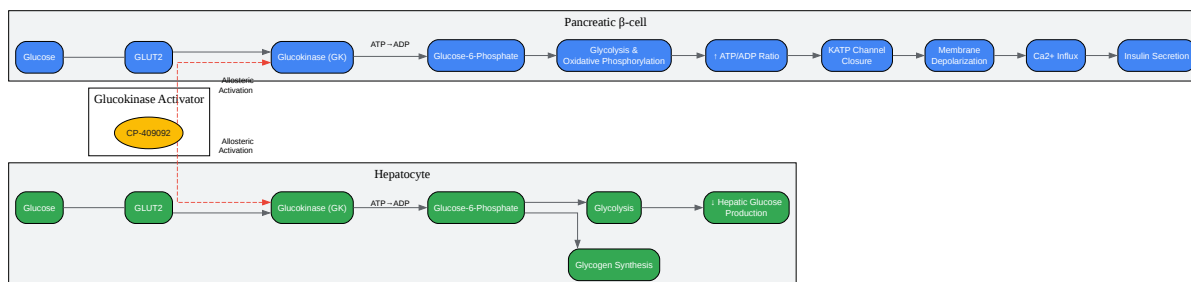 Pancreatic β-cell
Glucose
GLUT2
Glucokinase (GK)
ATP→ADP
Glucose-6-Phosphate
Glycolysis &
Oxidative Phosphorylation
↑ ATP/ADP Ratio
KATP Channel
Closure
Membrane
Depolarization
Ca2+ Influx
Insulin Secretion
Allosteric
Activation
Glucokinase Activator
CP-409092
Allosteric
Activation
Hepatocyte
Glucose
GLUT2
Glucokinase (GK)
ATP→ADP
Glucose-6-Phosphate
Glycolysis
↓ Hepatic Glucose
Production
Glycogen Synthesis